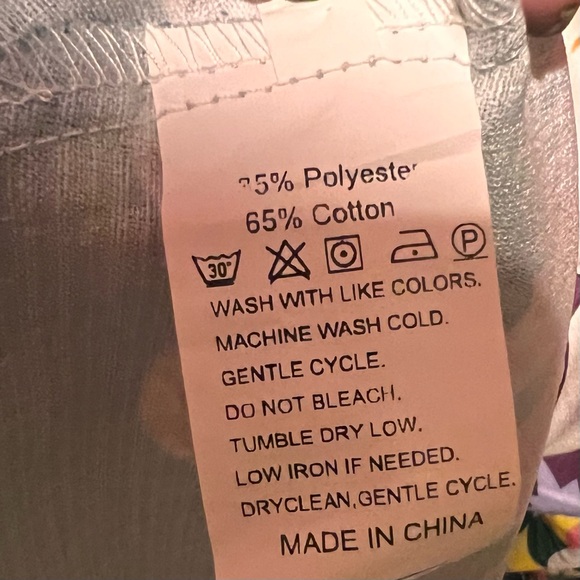 35% Polyester
65% Cotton
30° P
WASH WITH LIKE COLORS.
MACHINE WASH COLD.
GENTLE CYCLE.
DO NOT BLEACH.
TUMBLE DRY LOW.
LOW IRON IF NEEDED.
DRYCLEAN,GENTLE CYCLE.
MADE IN CHINA